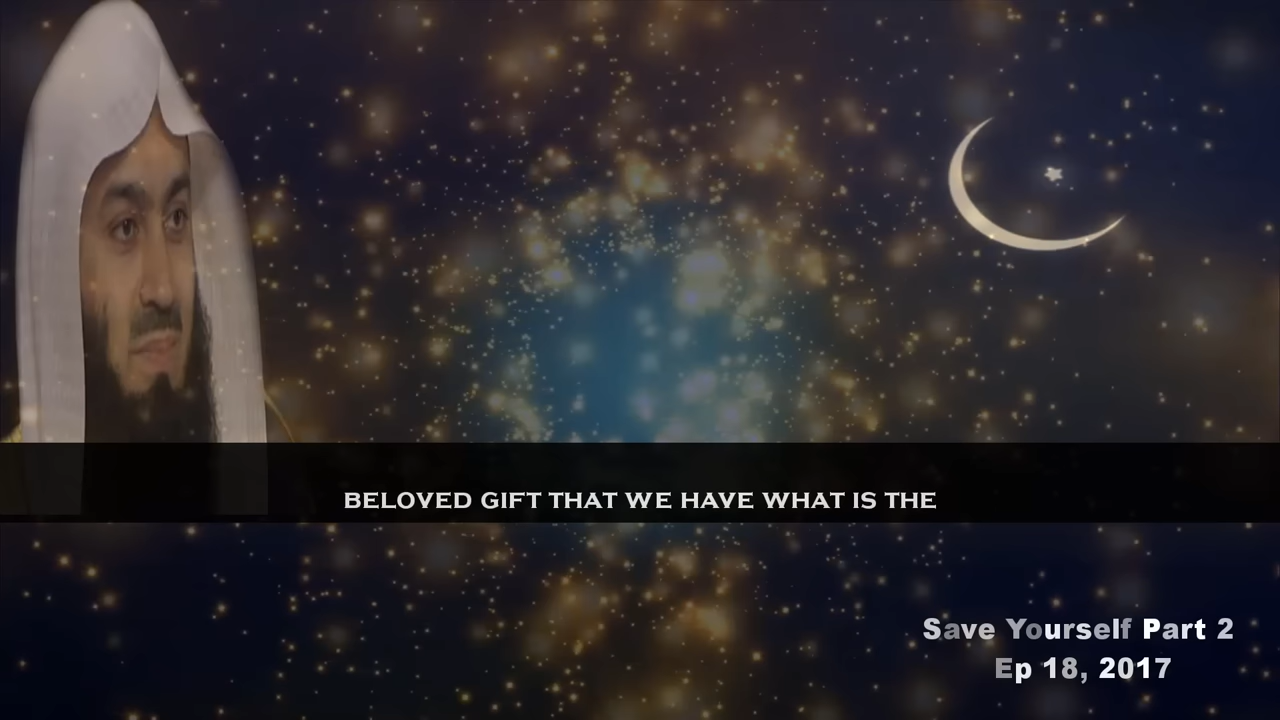 BELOVED GIFT THAT WE HAVE WHAT IS THE
Save Yourself Part 2
Ep 18, 2017